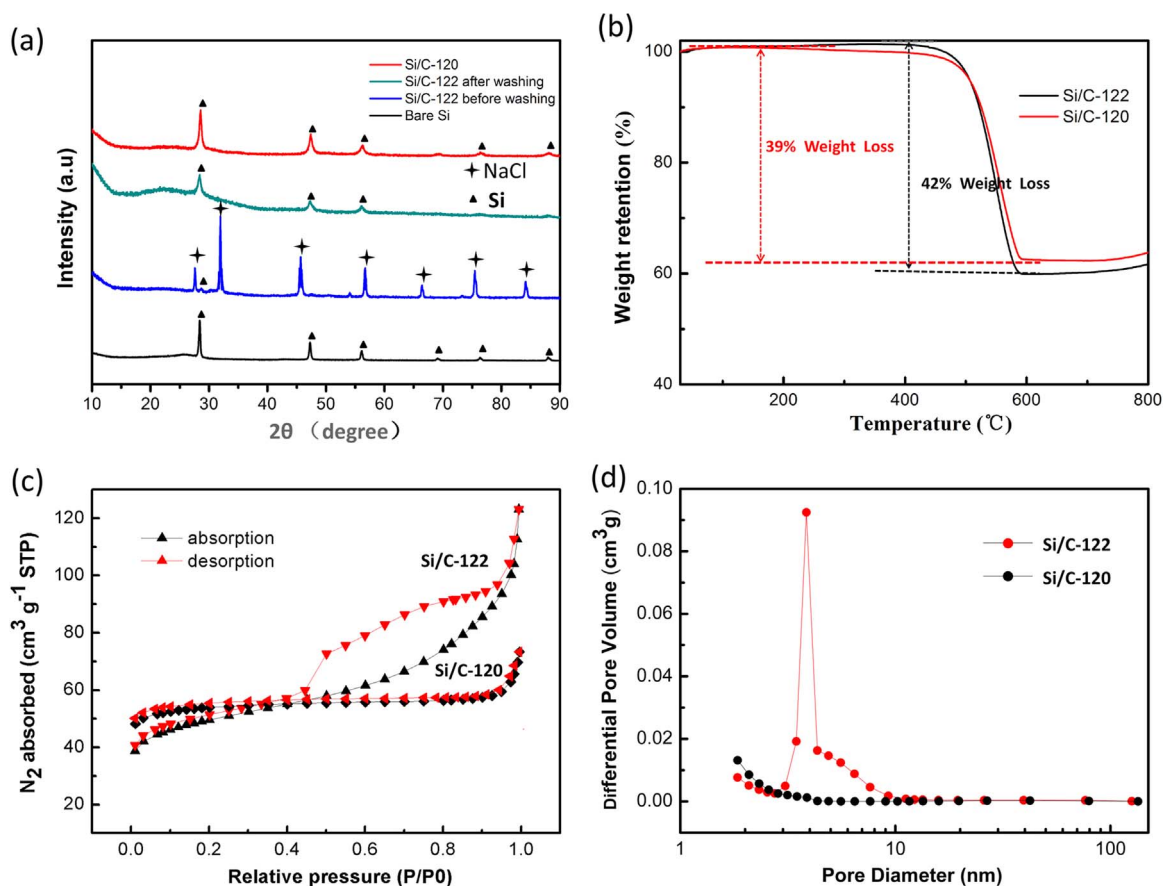 (a)
Si/C-120
Si/C-122 after washing
Si/C-122 before washing
Bare Si
NaCl
Si
Intensity (a.u)
10 20 30 40 50 60 70 80 90
2θ （degree）
(b)
100
80
60
40
Si/C-122
Si/C-120
39% Weight Loss
42% Weight Loss
Weight retention (%)
200 400 600 800
Temperature (℃)
(c)
120
100
80
60
40
20
absorption
desorption
Si/C-122
Si/C-120
N2 absorbed (cm3 g-1 STP)
0.0 0.2 0.4 0.6 0.8 1.0
Relative pressure (P/P0)
(d)
0.10
0.08
0.06
0.04
0.02
0.00
Si/C-122
Si/C-120
Differential Pore Volume (cm3g)
1 10 100
Pore Diameter (nm)